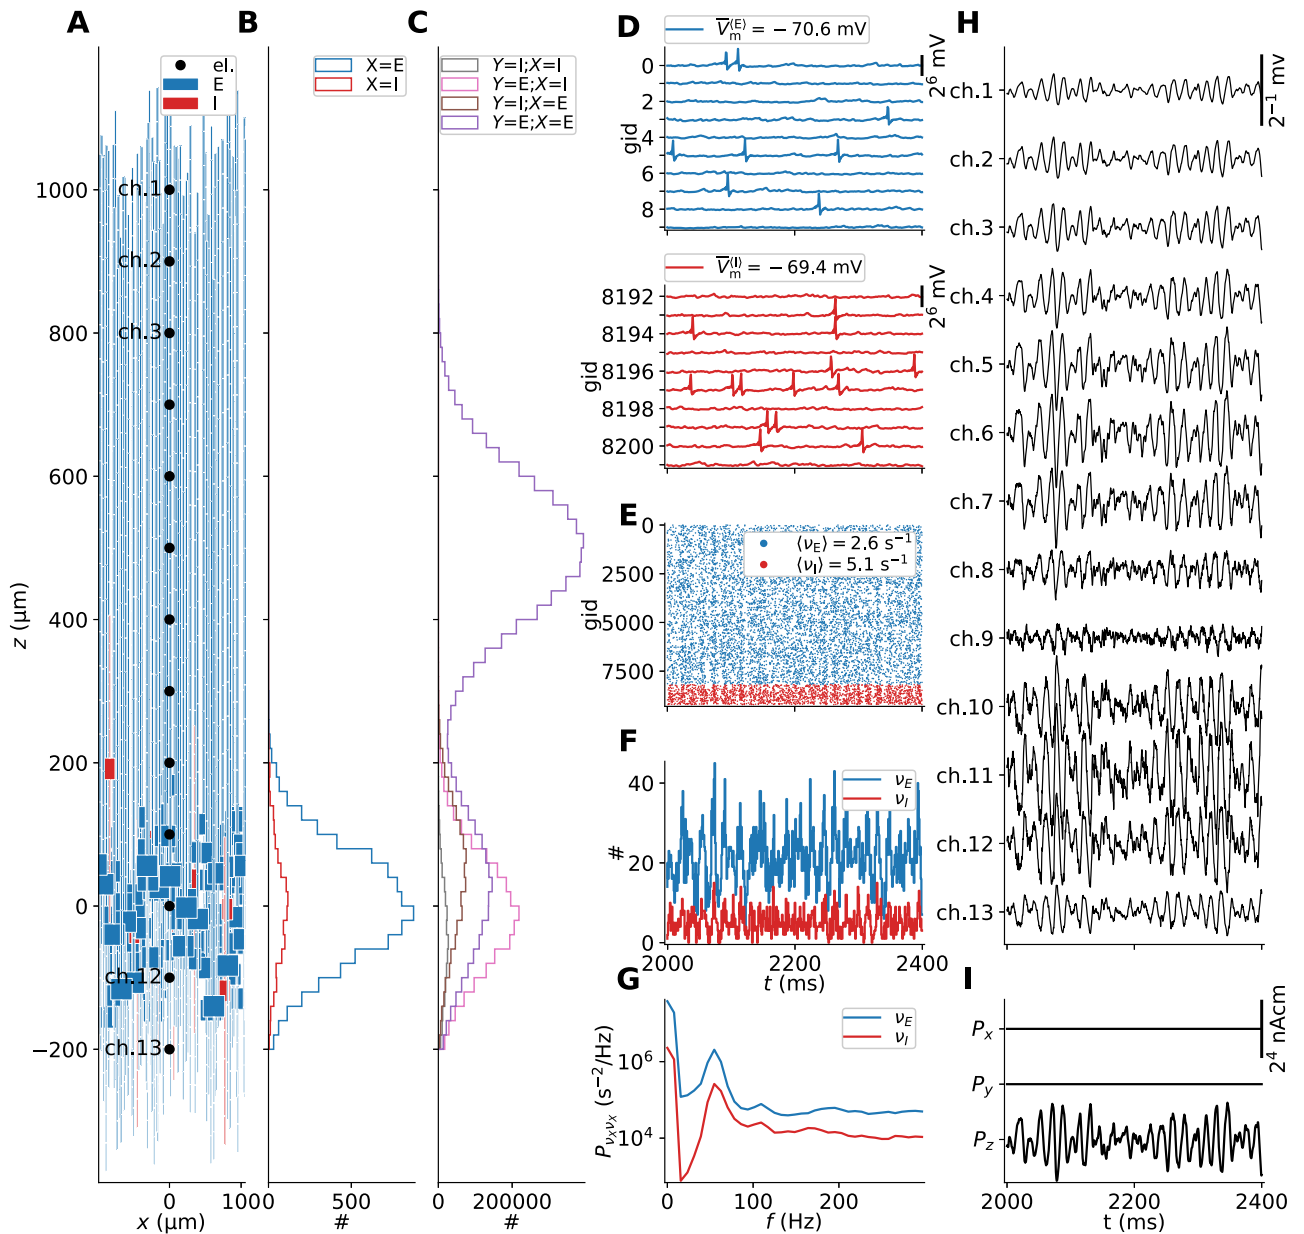 A
el.
E
I
1000
800
600
400
200
0
−200
z (μm)
ch.1
ch.2
ch.3
ch.12
ch.13
0
1000
x (μm)
B
X=E
X=I
0
500
#
C
Y=I;X=I
Y=E;X=I
Y=I;X=E
Y=E;X=E
0
200000
#
D
V̅m(E) = − 70.6 mV
0
2
4
6
8
gid
2⁶ mV
V̅m(I) = − 69.4 mV
8192
8194
8196
8198
8200
gid
2⁶ mV
E
⟨νE⟩ = 2.6 s⁻¹
⟨νI⟩ = 5.1 s⁻¹
0
2500
5000
7500
gid
F
νE
νI
40
20
0
#
2000
2200
2400
t (ms)
G
νE
νI
10⁶
10⁴
PνXνX (s⁻²/Hz)
0
100
200
f (Hz)
H
ch.1
ch.2
ch.3
ch.4
ch.5
ch.6
ch.7
ch.8
ch.9
ch.10
ch.11
ch.12
ch.13
2⁻¹ mv
I
Px
Py
Pz
2⁴ nAcm
2000
2200
2400
t (ms)